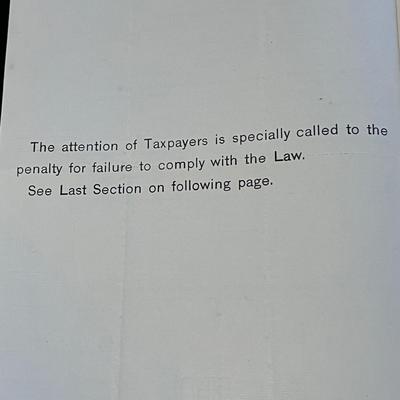 The attention of Taxpayers is specially called to the
penalty for failure to comply with the Law.
See Last Section on following page.